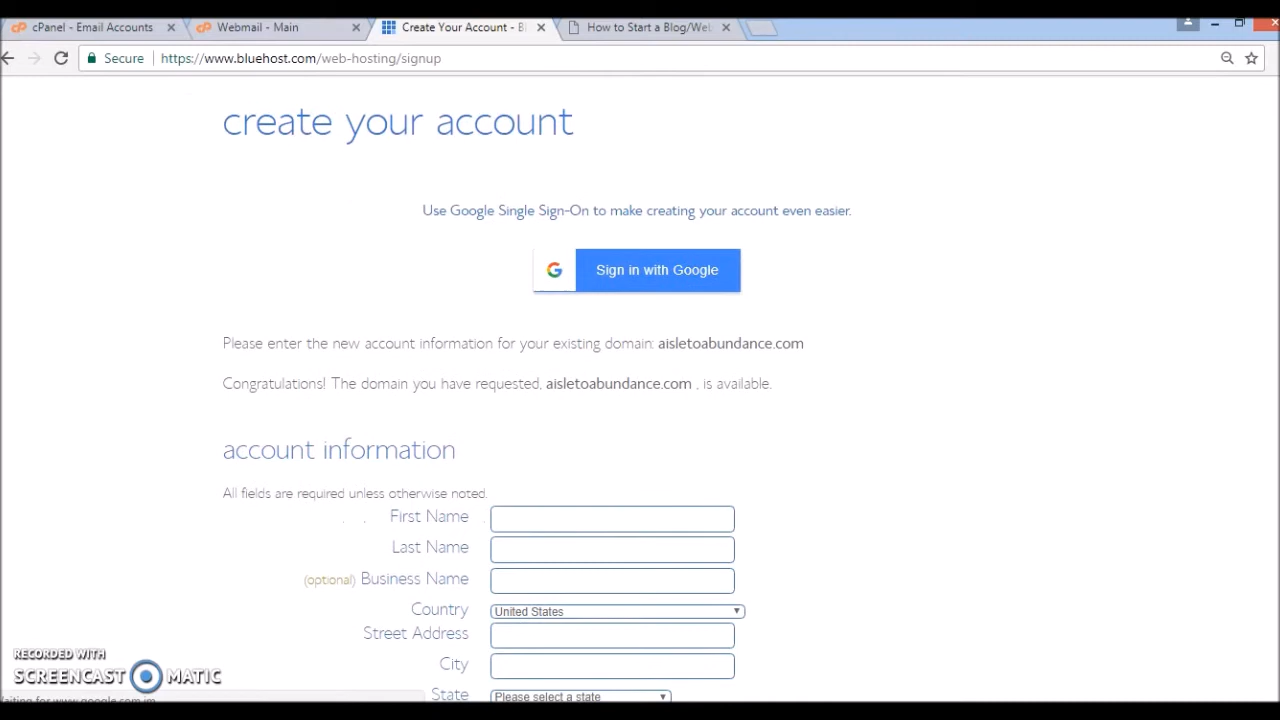 cPanel - Email Accounts
Webmail - Main
Create Your Account - Bl
How to Start a Blog/Web
Secure
https://www.bluehost.com/web-hosting/signup
create your account
Use Google Single Sign-On to make creating your account even easier.
G Sign in with Google
Please enter the new account information for your existing domain: aisletoabundance.com
Congratulations! The domain you have requested, aisletoabundance.com , is available.
account information
All fields are required unless otherwise noted.
First Name
Last Name
(optional) Business Name
Country United States
Street Address
City
State Please select a state
RECORDED WITH
SCREENCAST MATIC